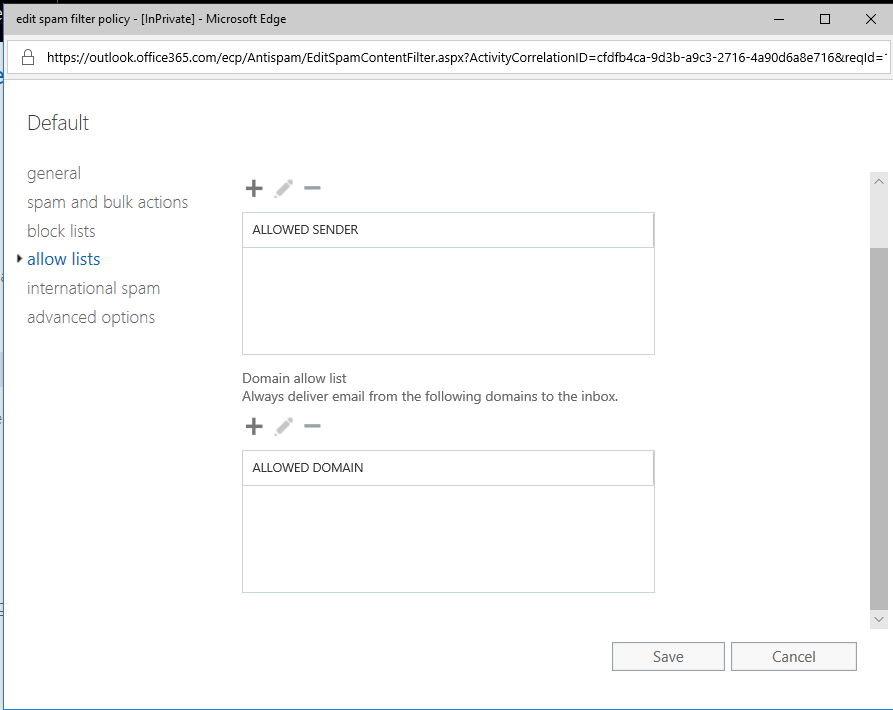 edit spam filter policy - [InPrivate] - Microsoft Edge
https://outlook.office365.com/ecp/Antispam/EditSpamContentFilter.aspx?ActivityCorrelationID=cfdfb4ca-9d3b-a9c3-2716-4a90d6a8e716&reqId=
Default
general
spam and bulk actions
block lists
allow lists
international spam
advanced options
ALLOWED SENDER
Domain allow list
Always deliver email from the following domains to the inbox.
ALLOWED DOMAIN
Save Cancel